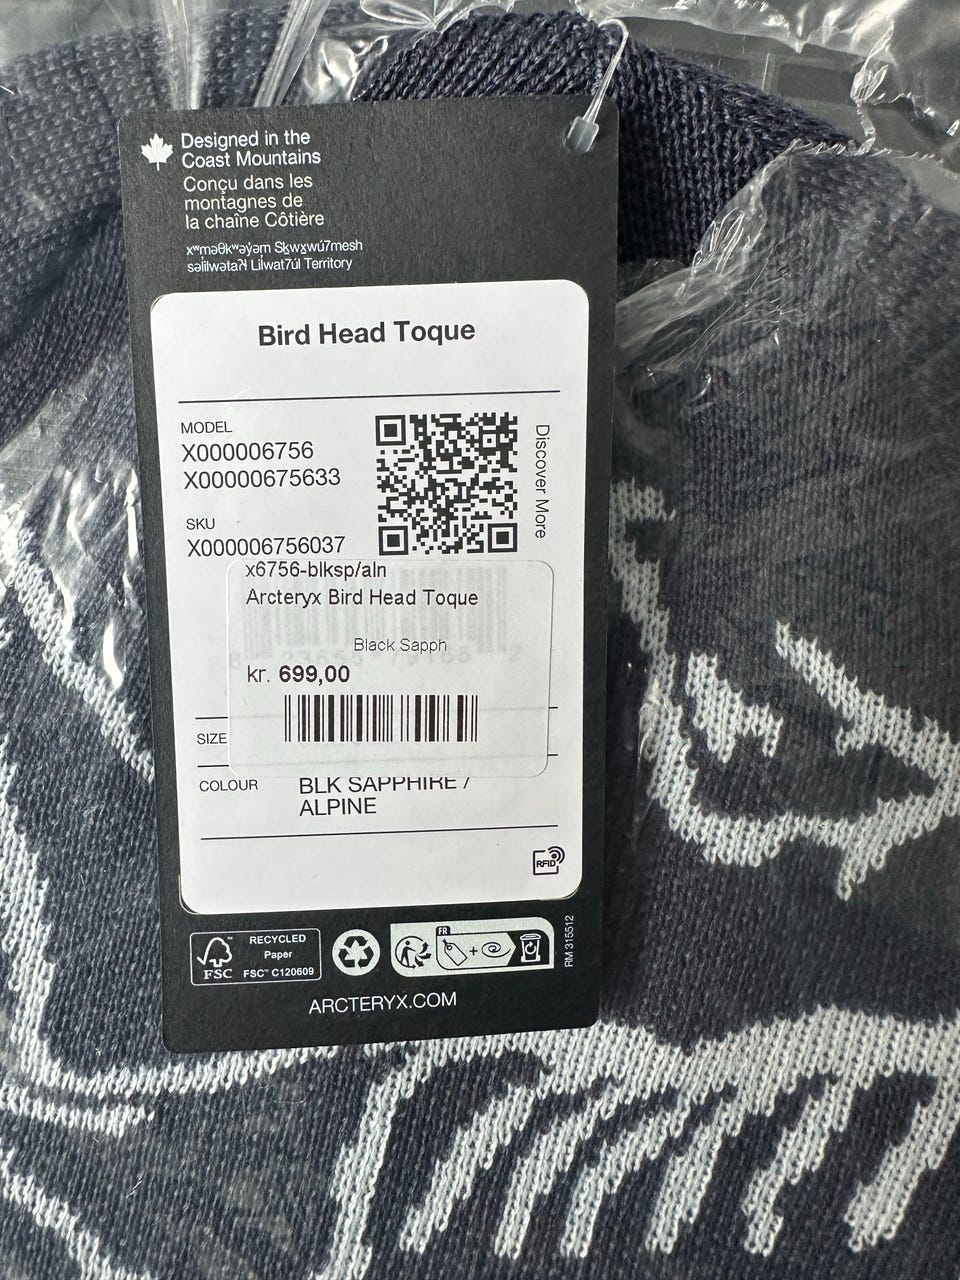 Designed in the
Coast Mountains
Conçu dans les
montagnes de
la chaîne Côtière
xʷməθkʷəy̓əm Sḵwx̱wú7mesh
səlilwətaʔɬ Lil̓wat7úl Territory
Bird Head Toque
MODEL
X000006756
X00000675633
Discover More
SKU
X000006756037
x6756-blksp/aln
Arcteryx Bird Head Toque
Black Sapph
kr. 699,00
SIZE
COLOUR
BLK SAPPHIRE /
ALPINE
RFID
FSC
RECYCLED
Paper
FSC™ C120609
FR
RM 315512
ARCTERYX.COM